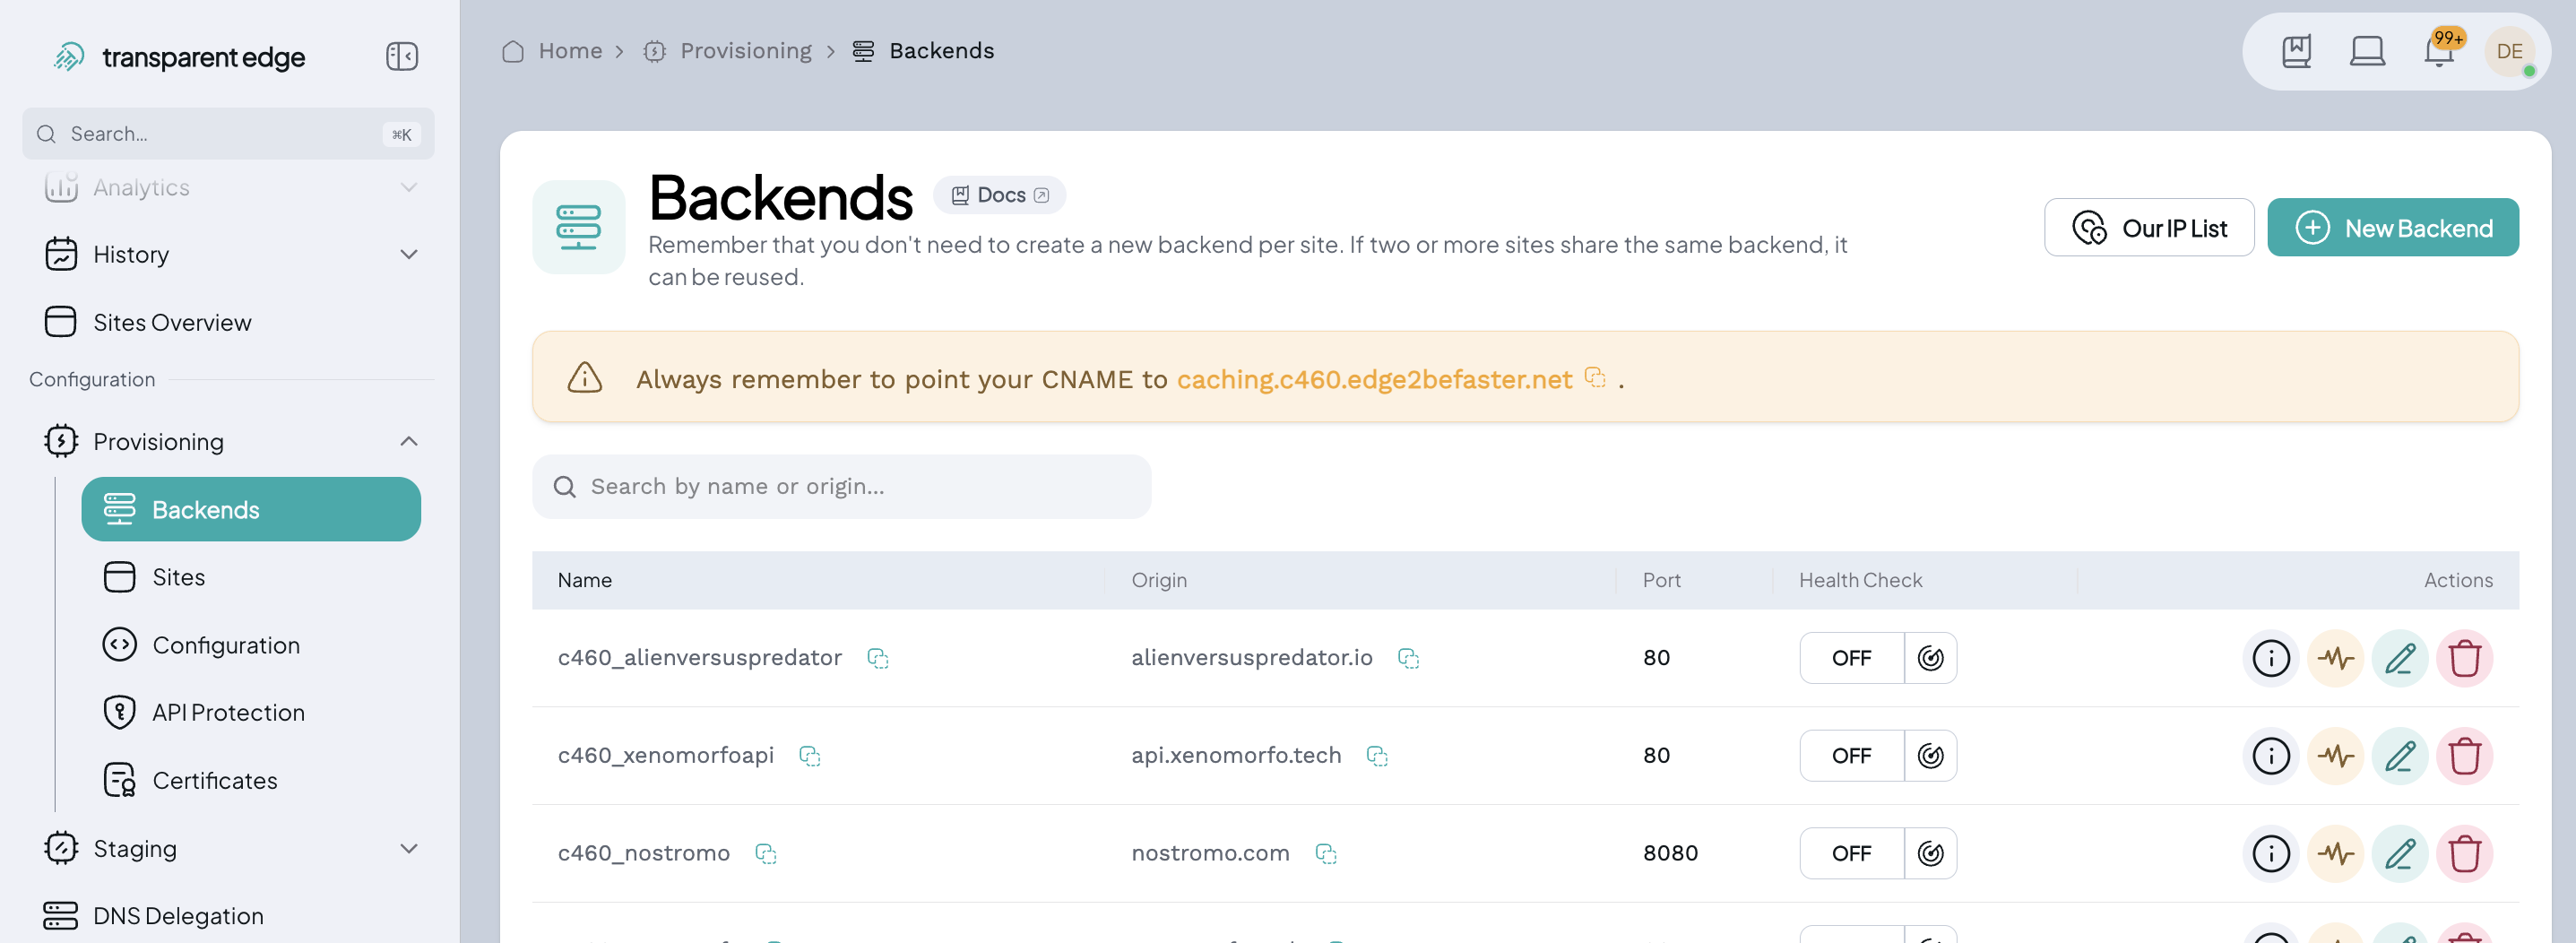 transparent edge
Search...
⌘K
Analytics
History
Sites Overview
Configuration
Provisioning
Backends
Sites
Configuration
API Protection
Certificates
Staging
DNS Delegation
Home > Provisioning > Backends
99+
DE
Backends
Docs
Remember that you don't need to create a new backend per site. If two or more sites share the same backend, it
can be reused.
Our IP List
New Backend
Always remember to point your CNAME to caching.c460.edge2befaster.net .
Search by name or origin...
Name Origin Port Health Check Actions
c460_alienversuspredator alienversuspredator.io 80 OFF
c460_xenomorfoapi api.xenomorfo.tech 80 OFF
c460_nostromo nostromo.com 8080 OFF